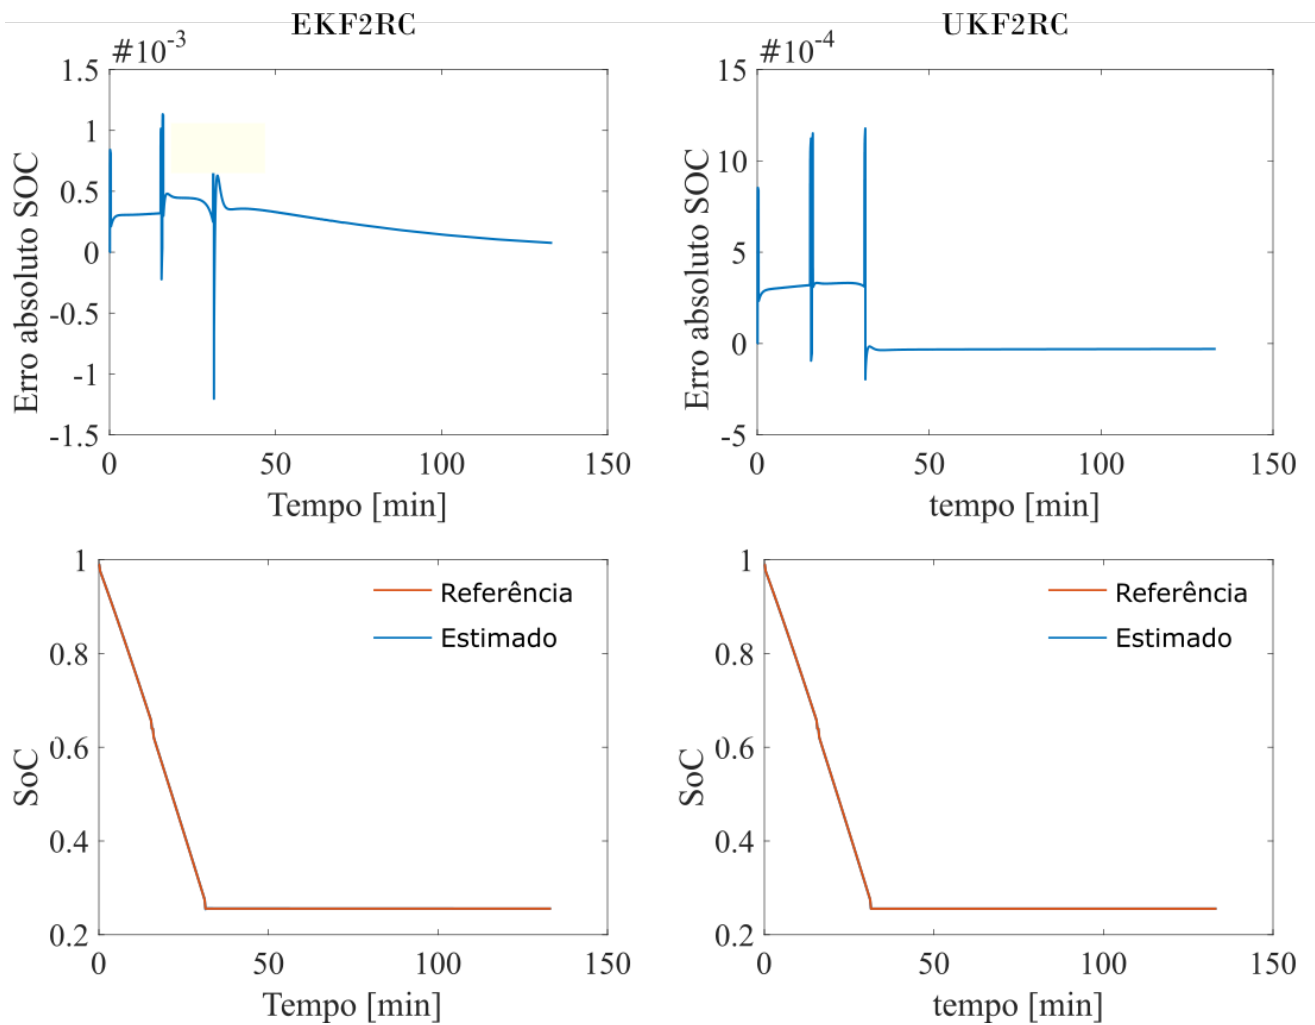 EKF2RC
UKF2RC
#10-3
1.5
1
0.5
0
-0.5
-1
-1.5
Erro absoluto SOC
0 50 100 150
Tempo [min]
#10-4
15
10
5
0
-5
Erro absoluto SOC
0 50 100 150
tempo [min]
1
0.8
0.6
0.4
0.2
SoC
Referência
Estimado
0 50 100 150
Tempo [min]
1
0.8
0.6
0.4
0.2
SoC
Referência
Estimado
0 50 100 150
tempo [min]